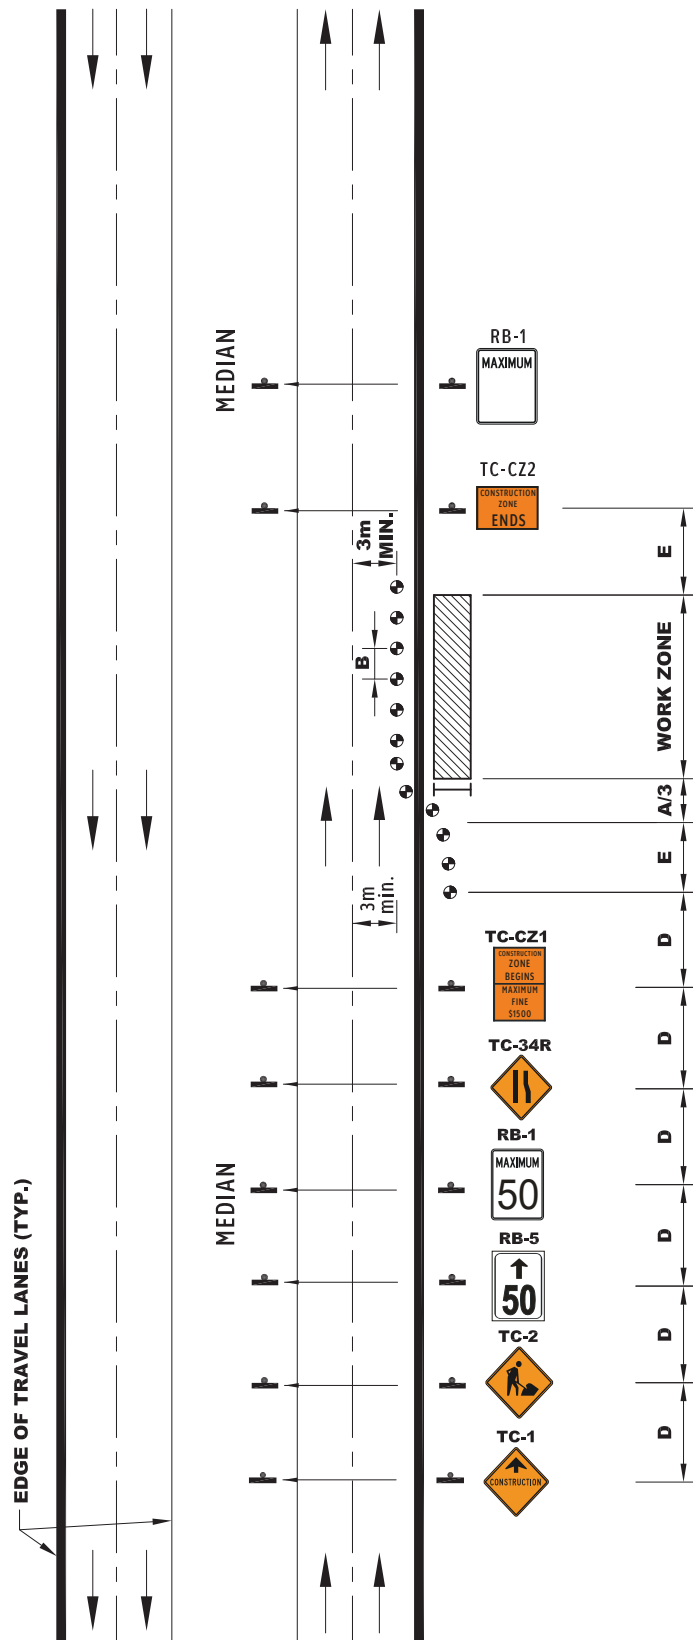 RB-1
MAXIMUM
MEDIAN
TC-CZ2
CONSTRUCTION
ZONE
ENDS
3m
MIN.
E
B
WORK ZONE
A/3
E
3m
min.
D
TC-CZ1
CONSTRUCTION
ZONE
BEGINS
MAXIMUM
FINE
$1500
D
TC-34R
D
RB-1
MAXIMUM
50
MEDIAN
D
RB-5
50
D
TC-2
D
TC-1
CONSTRUCTION
EDGE OF TRAVEL LANES (TYP.)